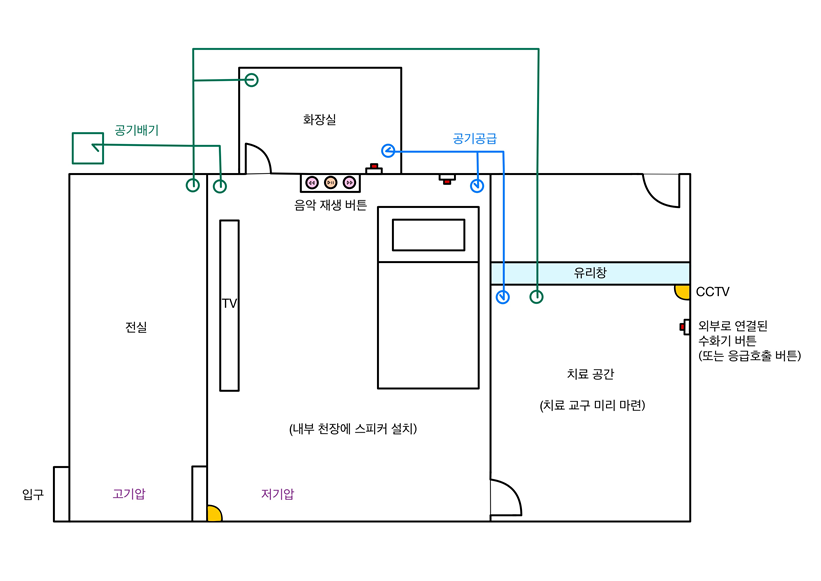 화장실
공기배기
공기공급
음악 재생 버튼
유리창
CCTV
TV
외부로 연결된
수화기 버튼
(또는 응급호출 버튼)
전실
치료 공간
(치료 교구 미리 마련)
(내부 천장에 스피커 설치)
입구
고기압
저기압